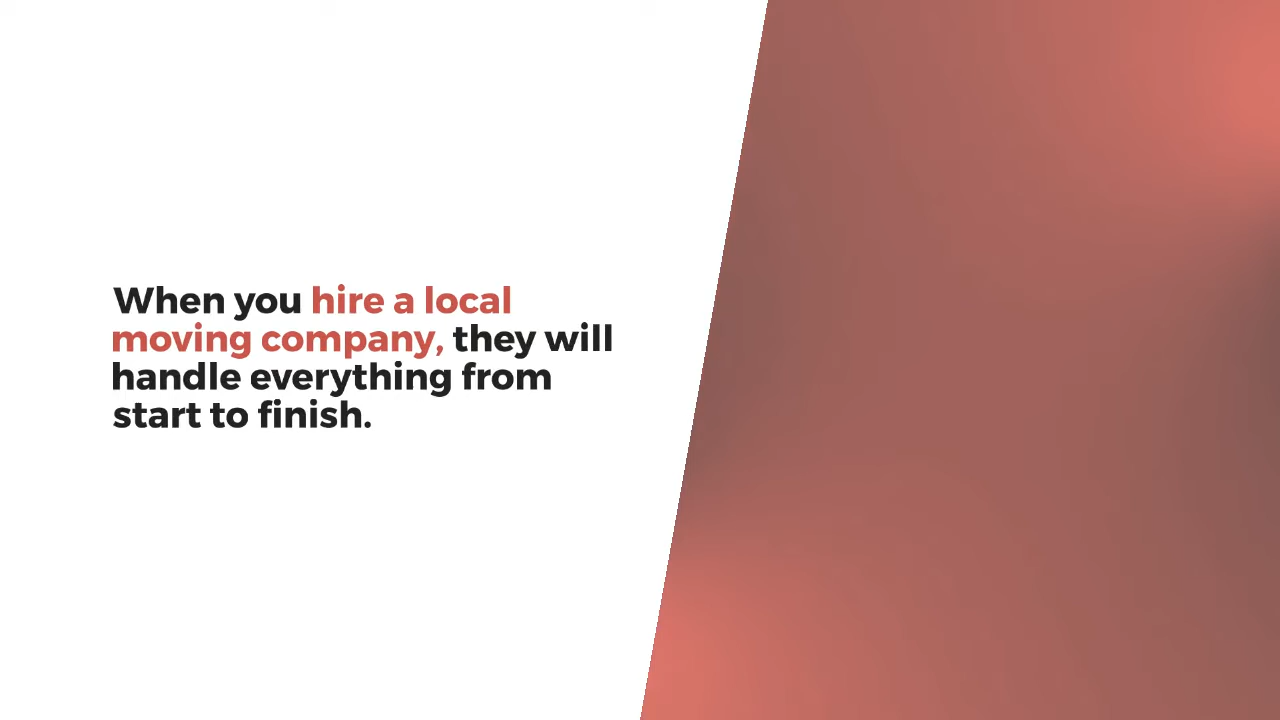 When you hire a local
moving company, they will
handle everything from
start to finish.